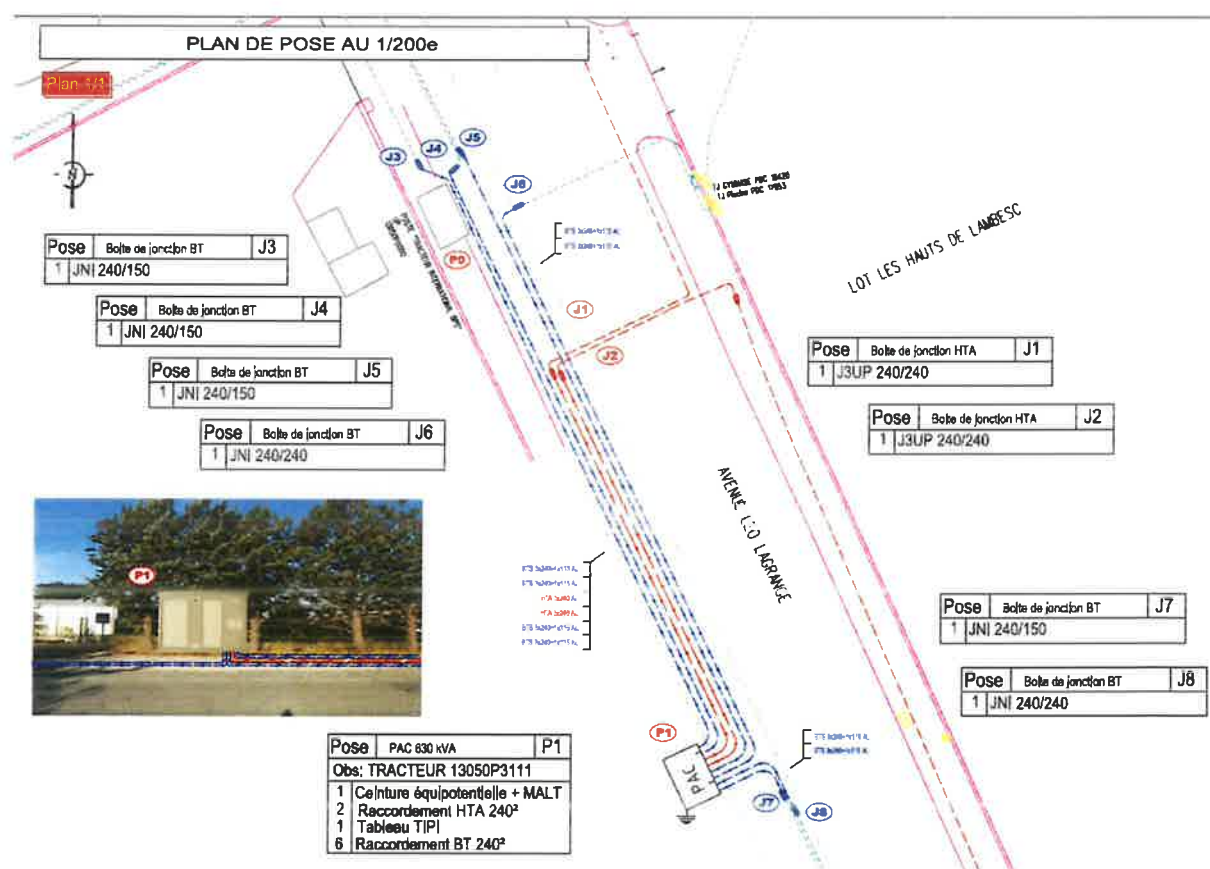 PLAN DE POSE AU 1/200e
Plan 1/1
N
J3
J4
J5
J6
P0
J1
J2
LOT LES HAUTS DE LAMBESC
AVENUE LEO LAGRANGE
Pose Boîte de jonction BT J3
1 JNI 240/150
Pose Boîte de jonction BT J4
1 JNI 240/150
Pose Boîte de jonction BT J5
1 JNI 240/150
Pose Boîte de jonction BT J6
1 JNI 240/240
Pose Boîte de jonction HTA J1
1 J3UP 240/240
Pose Boîte de jonction HTA J2
1 J3UP 240/240
Pose Boîte de jonction BT J7
1 JNI 240/150
Pose Boîte de jonction BT J8
1 JNI 240/240
P1
P1
PAC
J7
J8
Pose PAC 630 kVA P1
Obs: TRACTEUR 13050P3111
1 Ceinture équipotentielle + MALT
2 Raccordement HTA 240²
1 Tableau TIPI
6 Raccordement BT 240²